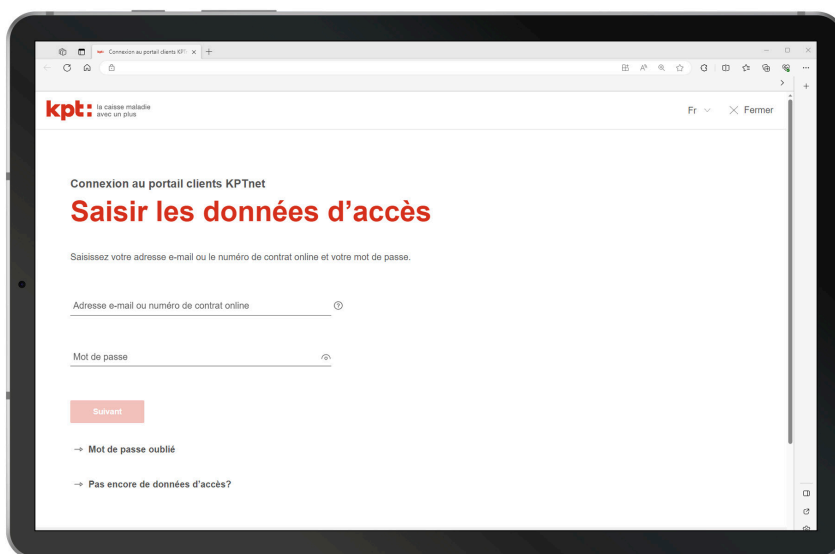 Connexion au portail clients KPT
kpt:
la caisse maladie
avec un plus
Fr
Fermer
Connexion au portail clients KPTnet
Saisir les données d'accès
Saisissez votre adresse e-mail ou le numéro de contrat online et votre mot de passe.
Adresse e-mail ou numéro de contrat online
Mot de passe
Suivant
→ Mot de passe oublié
→ Pas encore de données d'accès?